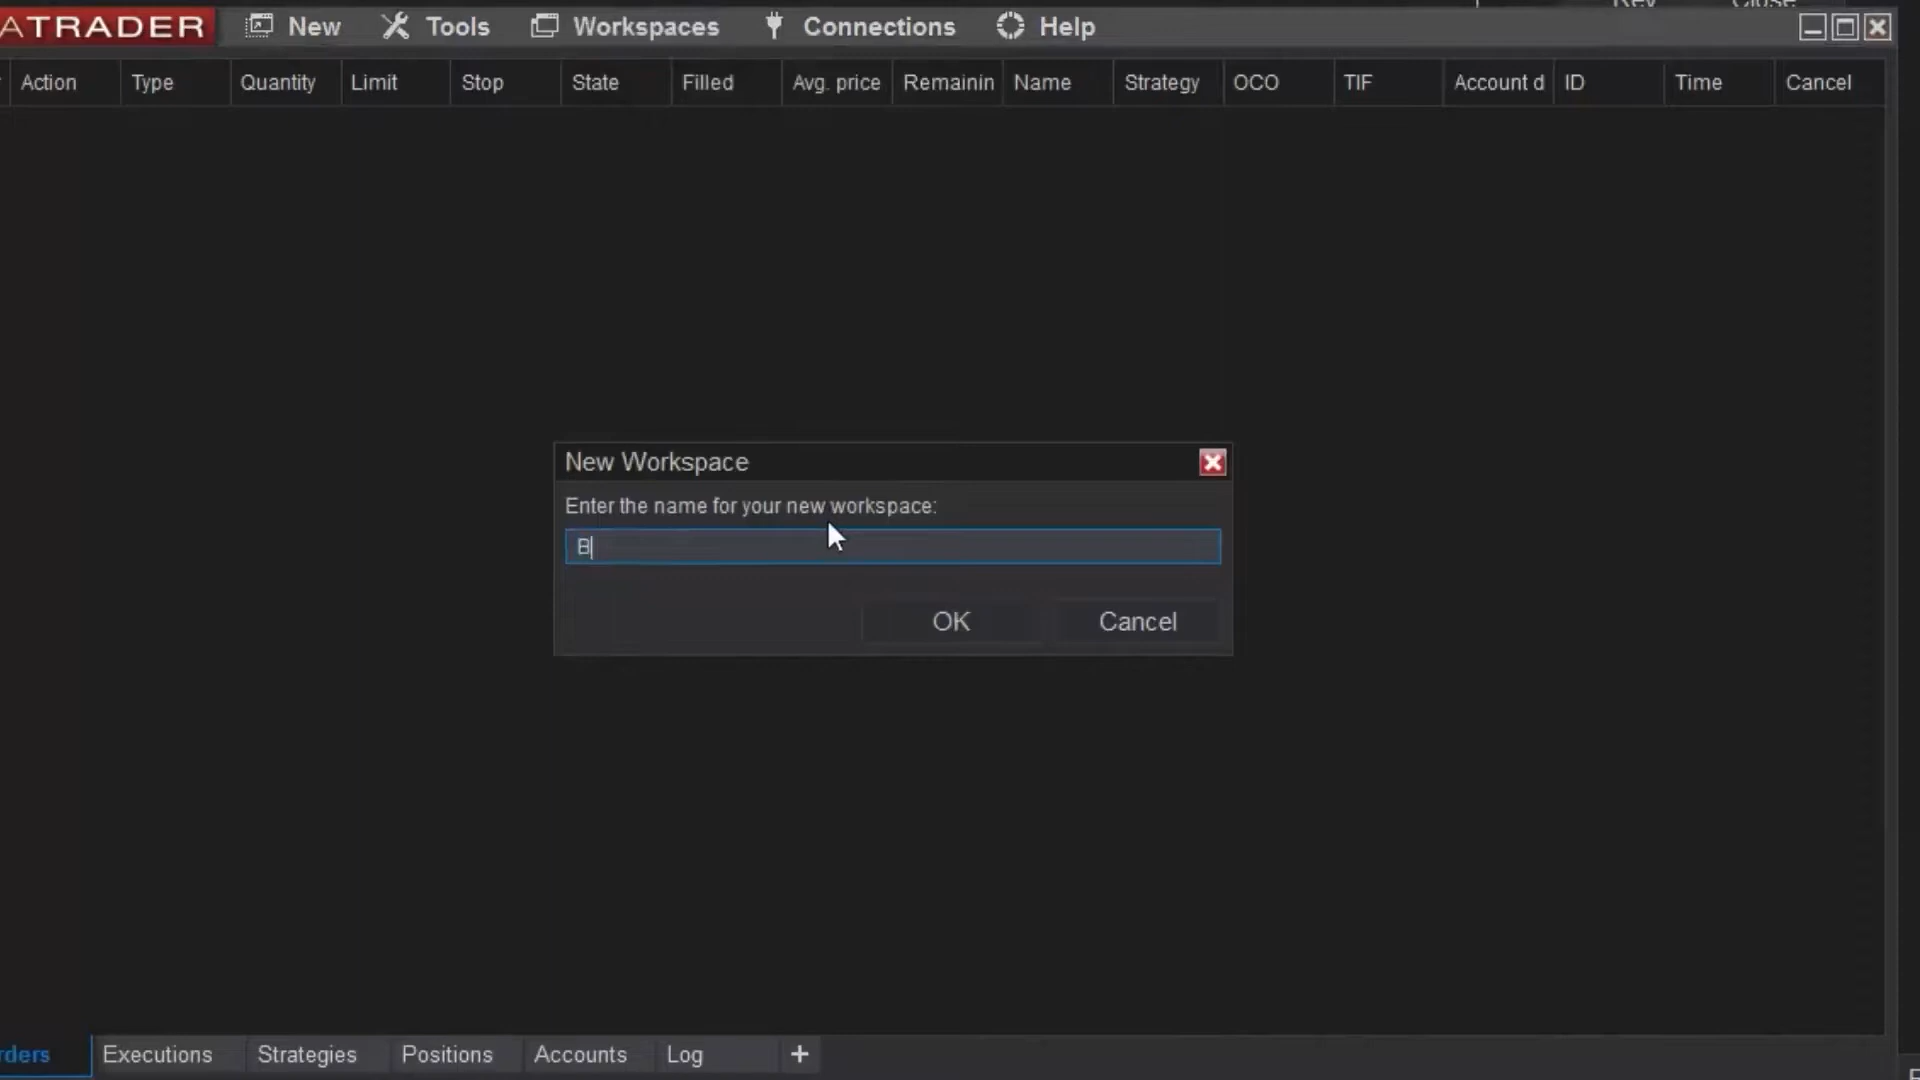 Key Close
ATRADER New Tools Workspaces Connections Help
Action Type Quantity Limit Stop State Filled Avg. price Remainin Name Strategy OCO TIF Account d ID Time Cancel
New Workspace
Enter the name for your new workspace:
B
OK Cancel
rders Executions Strategies Positions Accounts Log +